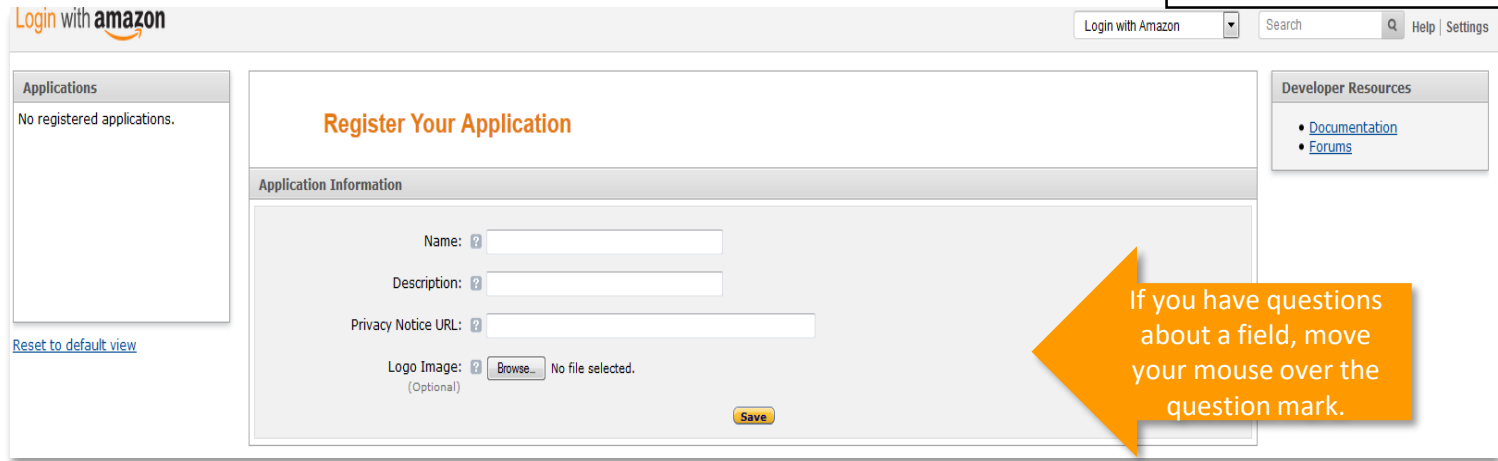 Login with amazon
Login with Amazon
Search
Help | Settings
Applications
No registered applications.
Reset to default view
Register Your Application
Application Information
Name: ?
Description: ?
Privacy Notice URL: ?
Logo Image: ? Browse... No file selected.
(Optional)
Save
Developer Resources
• Documentation
• Forums
If you have questions
about a field, move
your mouse over the
question mark.